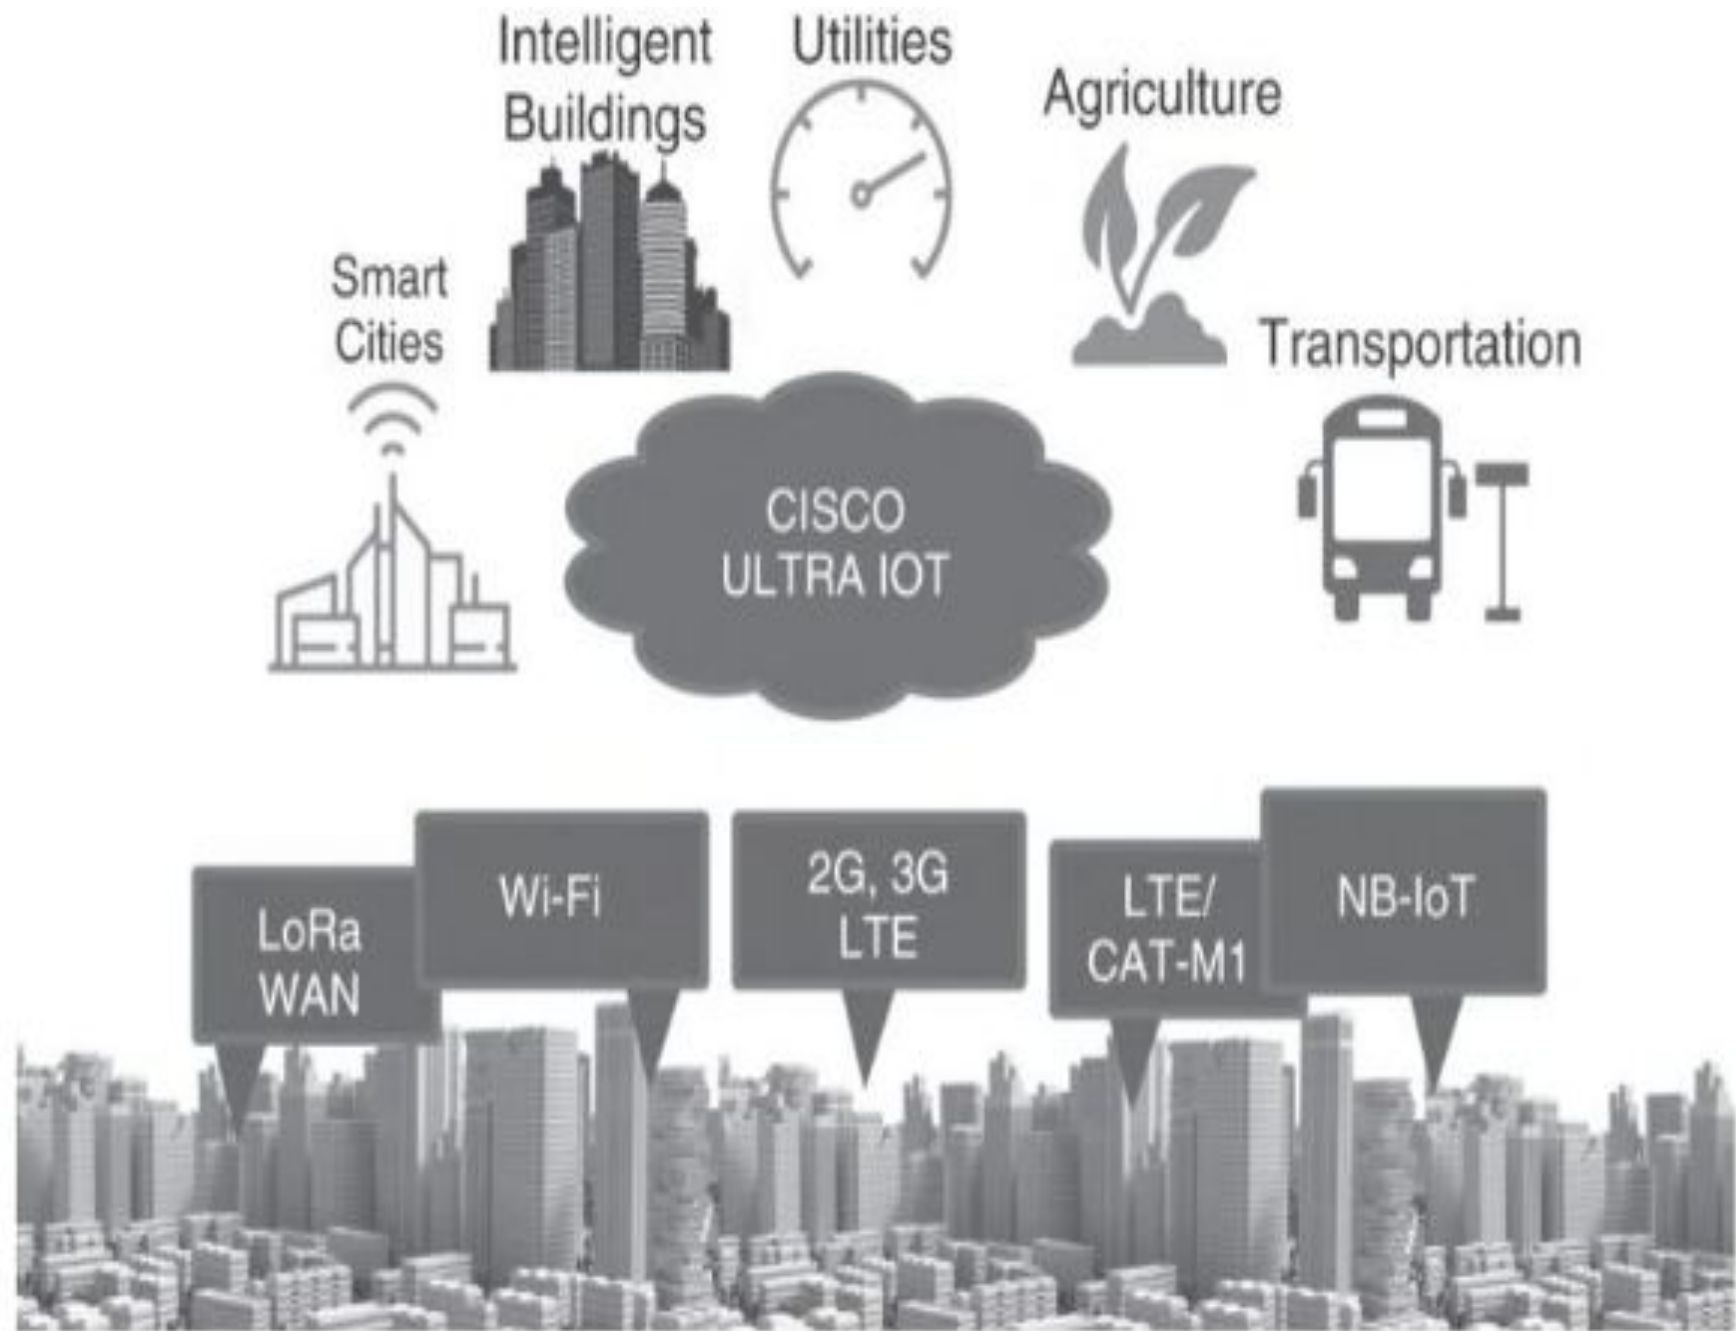 Intelligent
Buildings
Utilities
Agriculture
Smart
Cities
Transportation
CISCO
ULTRA IOT
LoRa
WAN
Wi-Fi
2G, 3G
LTE
LTE/
CAT-M1
NB-IoT